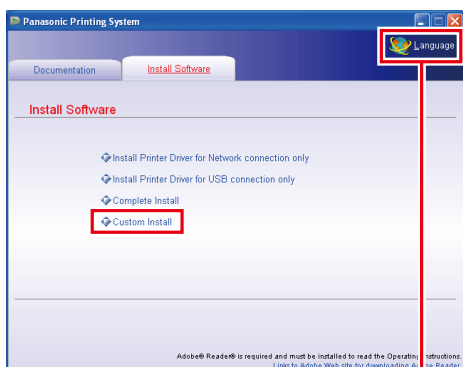 Panasonic Printing System
Language
Documentation
Install Software
Install Software
Install Printer Driver for Network connection only
Install Printer Driver for USB connection only
Complete Install
Custom Install
Adobe® Reader® is required and must be installed to read the Operating Instructions.
Links to Adobe Web site for downloading Adobe Reader.